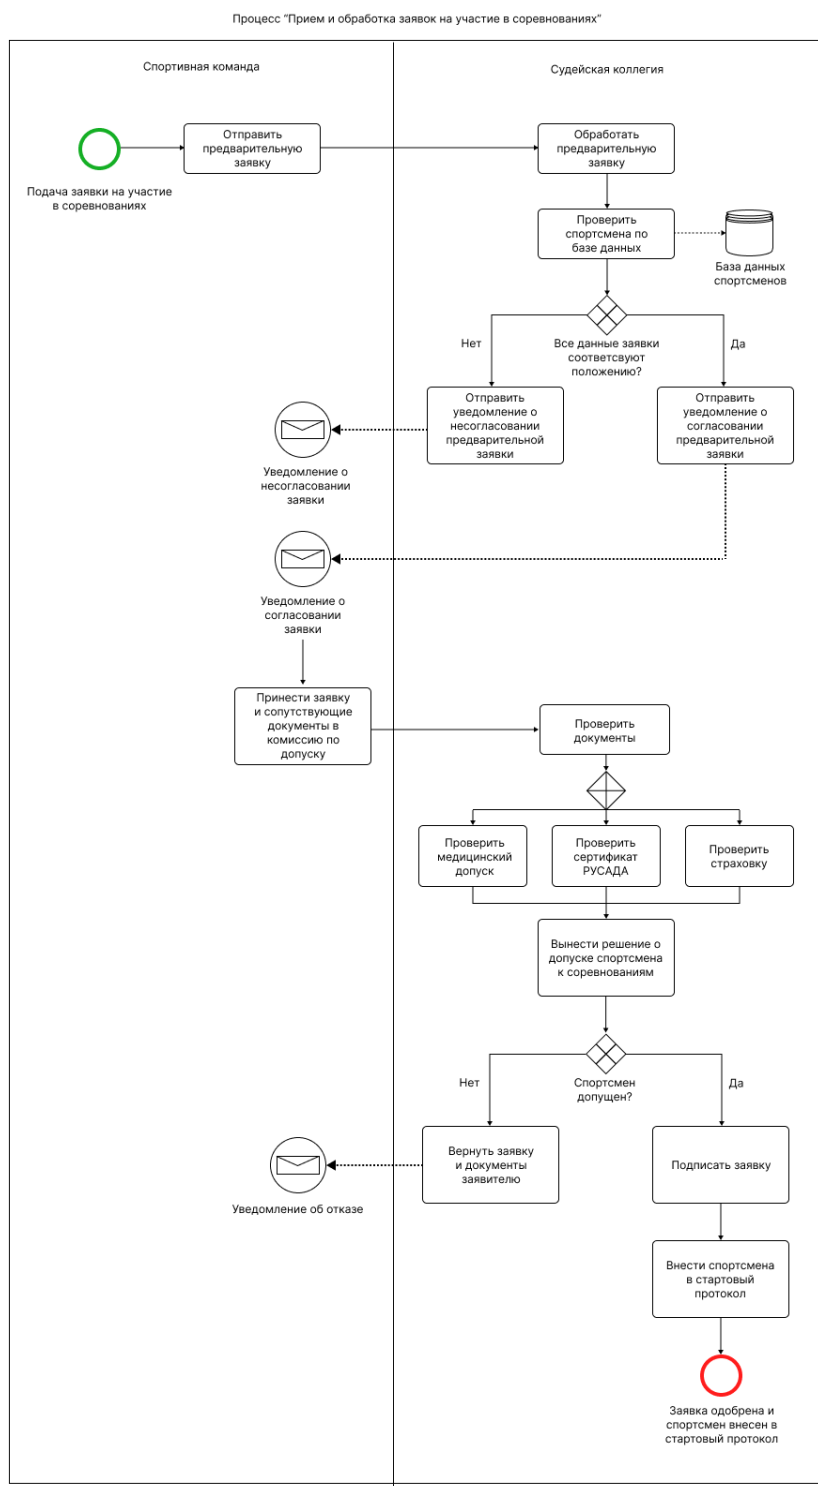 Процесс "Прием и обработка заявок на участие в соревнованиях"
Спортивная команда
Судейская коллегия
Отправить
предварительную
заявку
Обработать
предварительную
заявку
Подача заявки на участие
в соревнованиях
Проверить
спортсмена по
базе данных
База данных
спортсменов
Нет
Все данные заявки
соответсвуют
положению?
Да
Отправить
уведомление о
несогласовании
предварительной
заявки
Отправить
уведомление о
согласовании
предварительной
заявки
Уведомление о
несогласовании
заявки
Уведомление о
согласовании
заявки
Принести заявку
и сопутствующие
документы в
комиссию по
допуску
Проверить
документы
Проверить
медицинский
допуск
Проверить
сертификат
РУСАДА
Проверить
страховку
Вынести решение о
допуске спортсмена
к соревнованиям
Нет
Спортсмен
допущен?
Да
Вернуть заявку
и документы
заявителю
Подписать заявку
Уведомление об отказе
Внести спортсмена
в стартовый
протокол
Заявка одобрена и
спортсмен внесен в
стартовый протокол